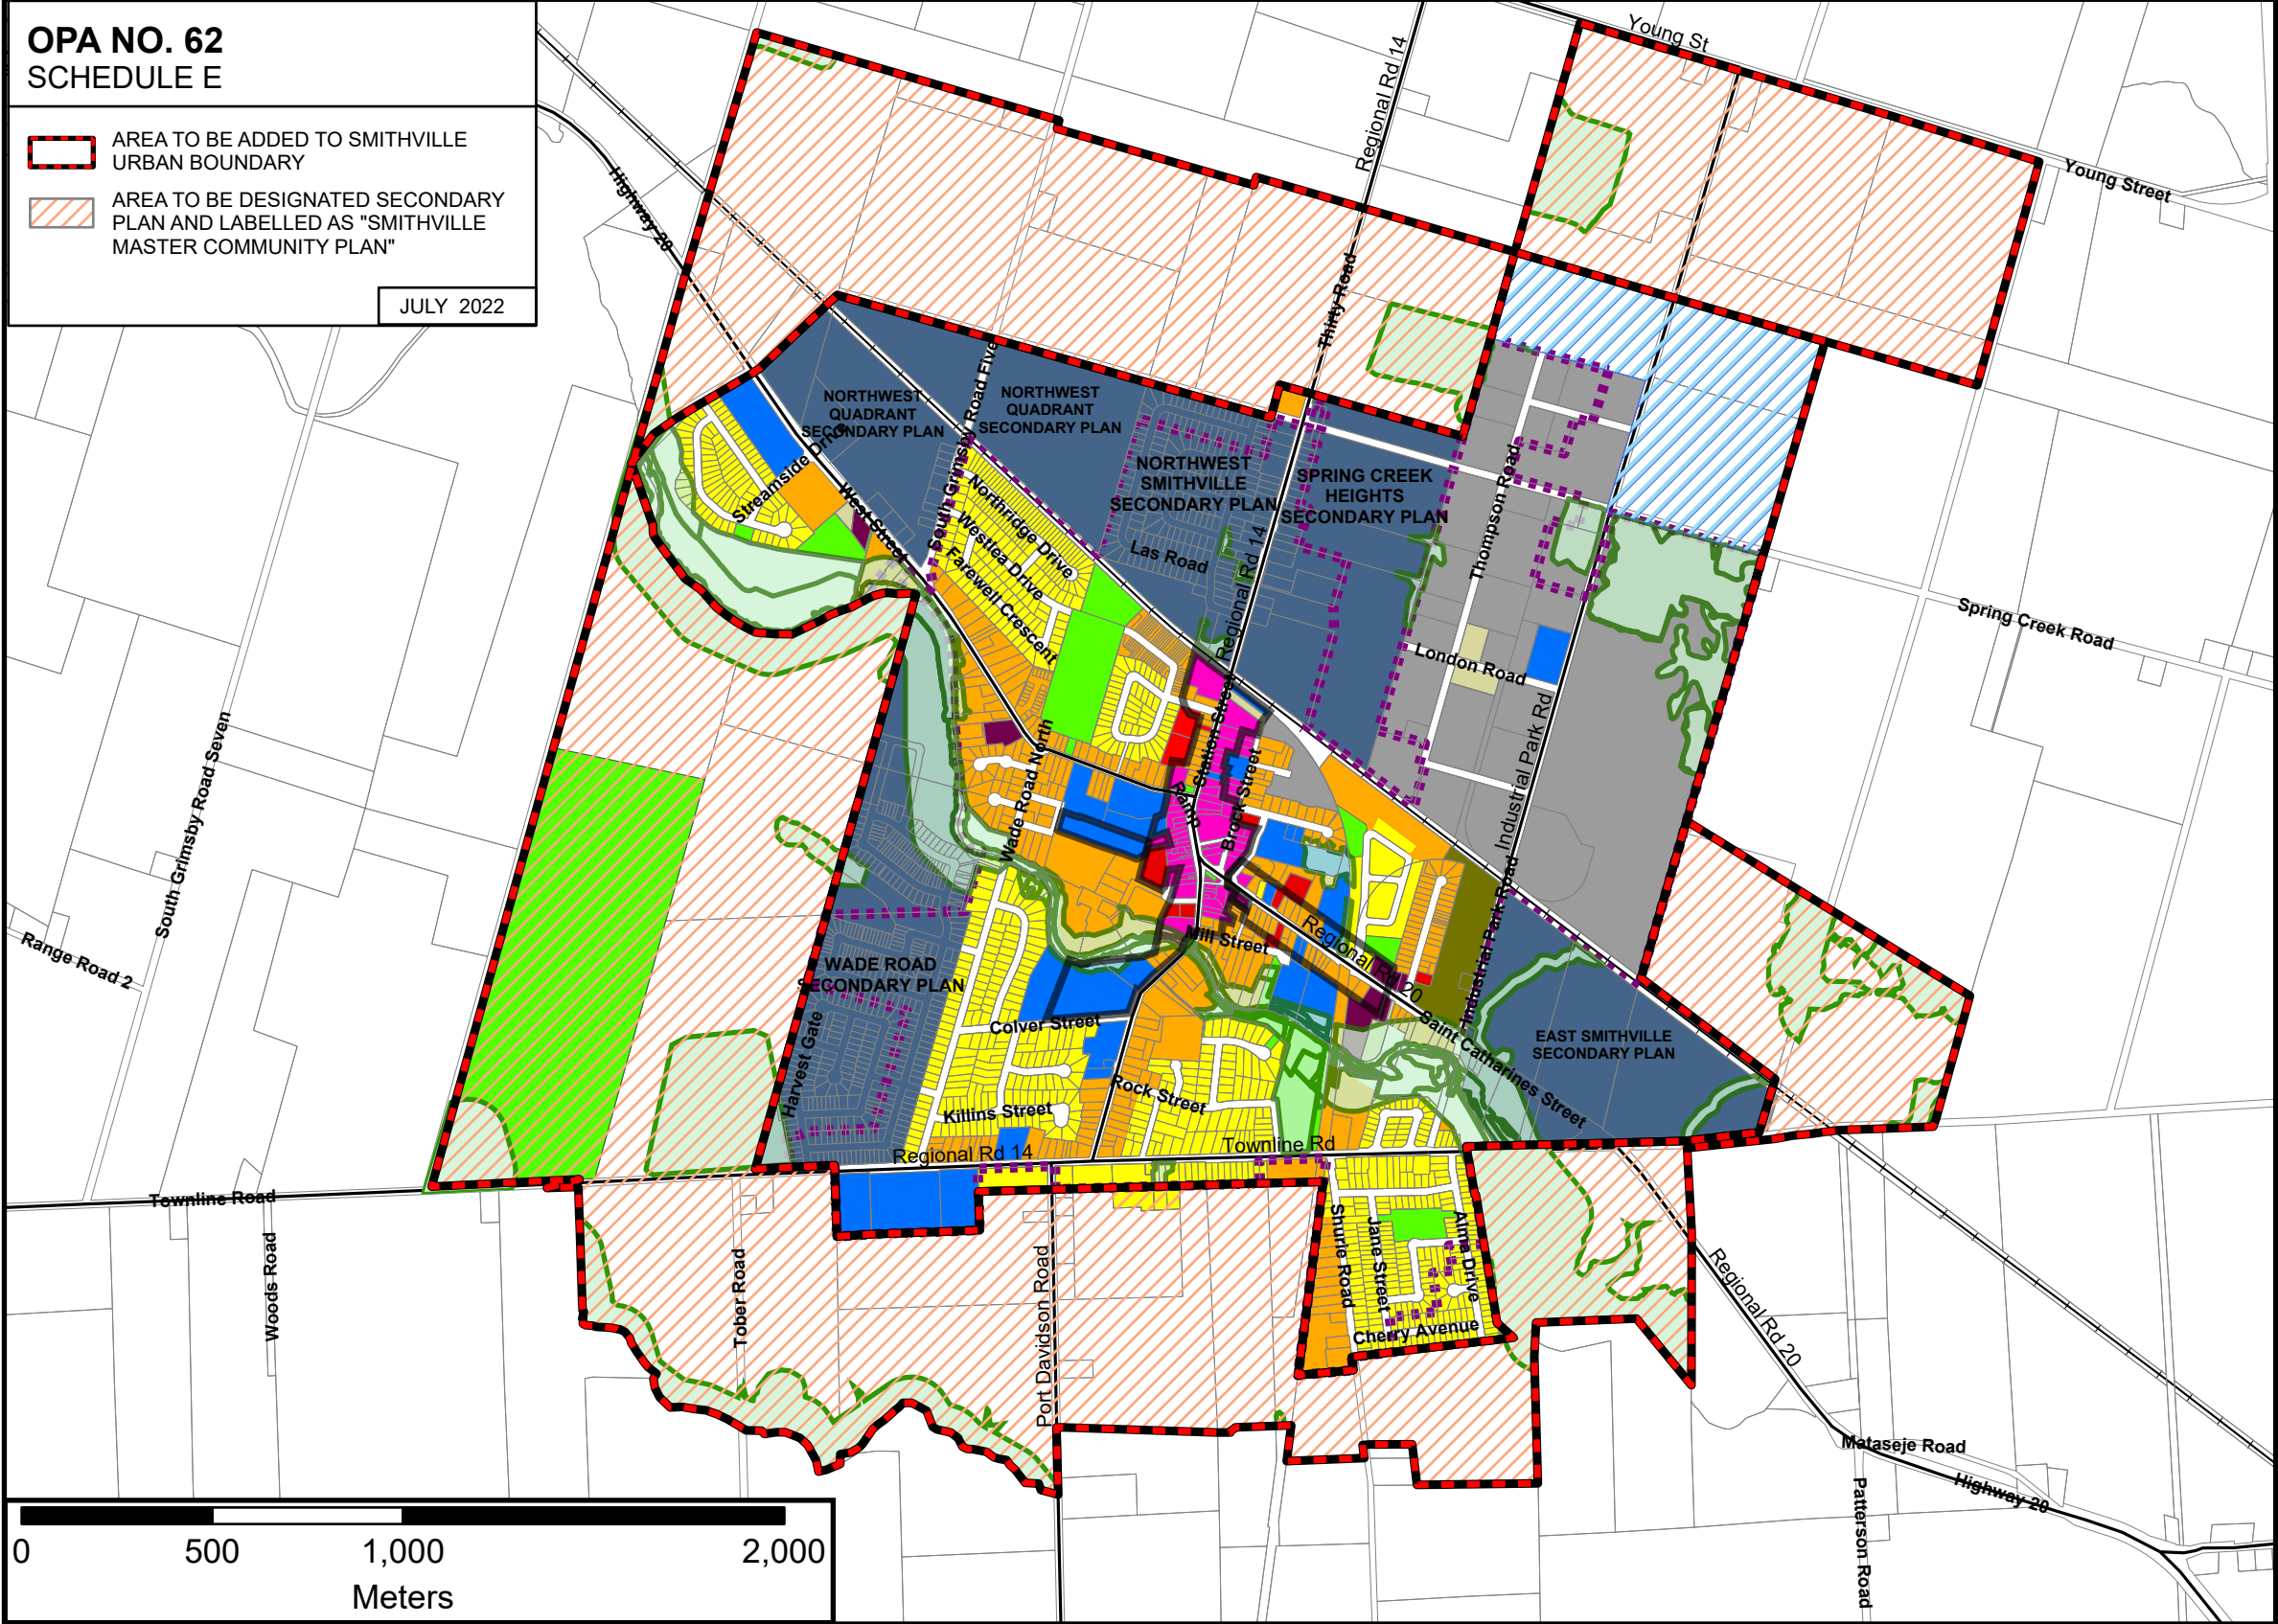 OPA NO. 62
SCHEDULE E
AREA TO BE ADDED TO SMITHVILLE
URBAN BOUNDARY
AREA TO BE DESIGNATED SECONDARY
PLAN AND LABELLED AS "SMITHVILLE
MASTER COMMUNITY PLAN"
JULY 2022
Young St
Regional Rd 14
Young Street
Highway 20
Thirty Road
South Grimsby Road Five
NORTHWEST
QUADRANT
SECONDARY PLAN
NORTHWEST
QUADRANT
SECONDARY PLAN
Streamside Drive
West Street
NORTHWEST
SMITHVILLE
SECONDARY PLAN
SPRING CREEK
HEIGHTS
SECONDARY PLAN
Thompson Road
Northridge Drive
Westlea Drive
Farewell Crescent
Las Road
Regional Rd 14
Spring Creek Road
London Road
Industrial Park Rd
South Grimsby Road Seven
Wade Road North
Station Street
Ramp
Brock Street
Range Road 2
Mill Street
Regional Rd 20
Industrial Park Road
WADE ROAD
SECONDARY PLAN
Harvest Gate
Colver Street
Saint Catharines Street
EAST SMITHVILLE
SECONDARY PLAN
Rock Street
Killins Street
Regional Rd 14
Townline Rd
Townline Road
Woods Road
Tober Road
Port Davidson Road
Shurie Road
Jane Street
Alma Drive
Cherry Avenue
Regional Rd 20
Mataseje Road
Highway 20
Patterson Road
0 500 1,000 2,000
Meters